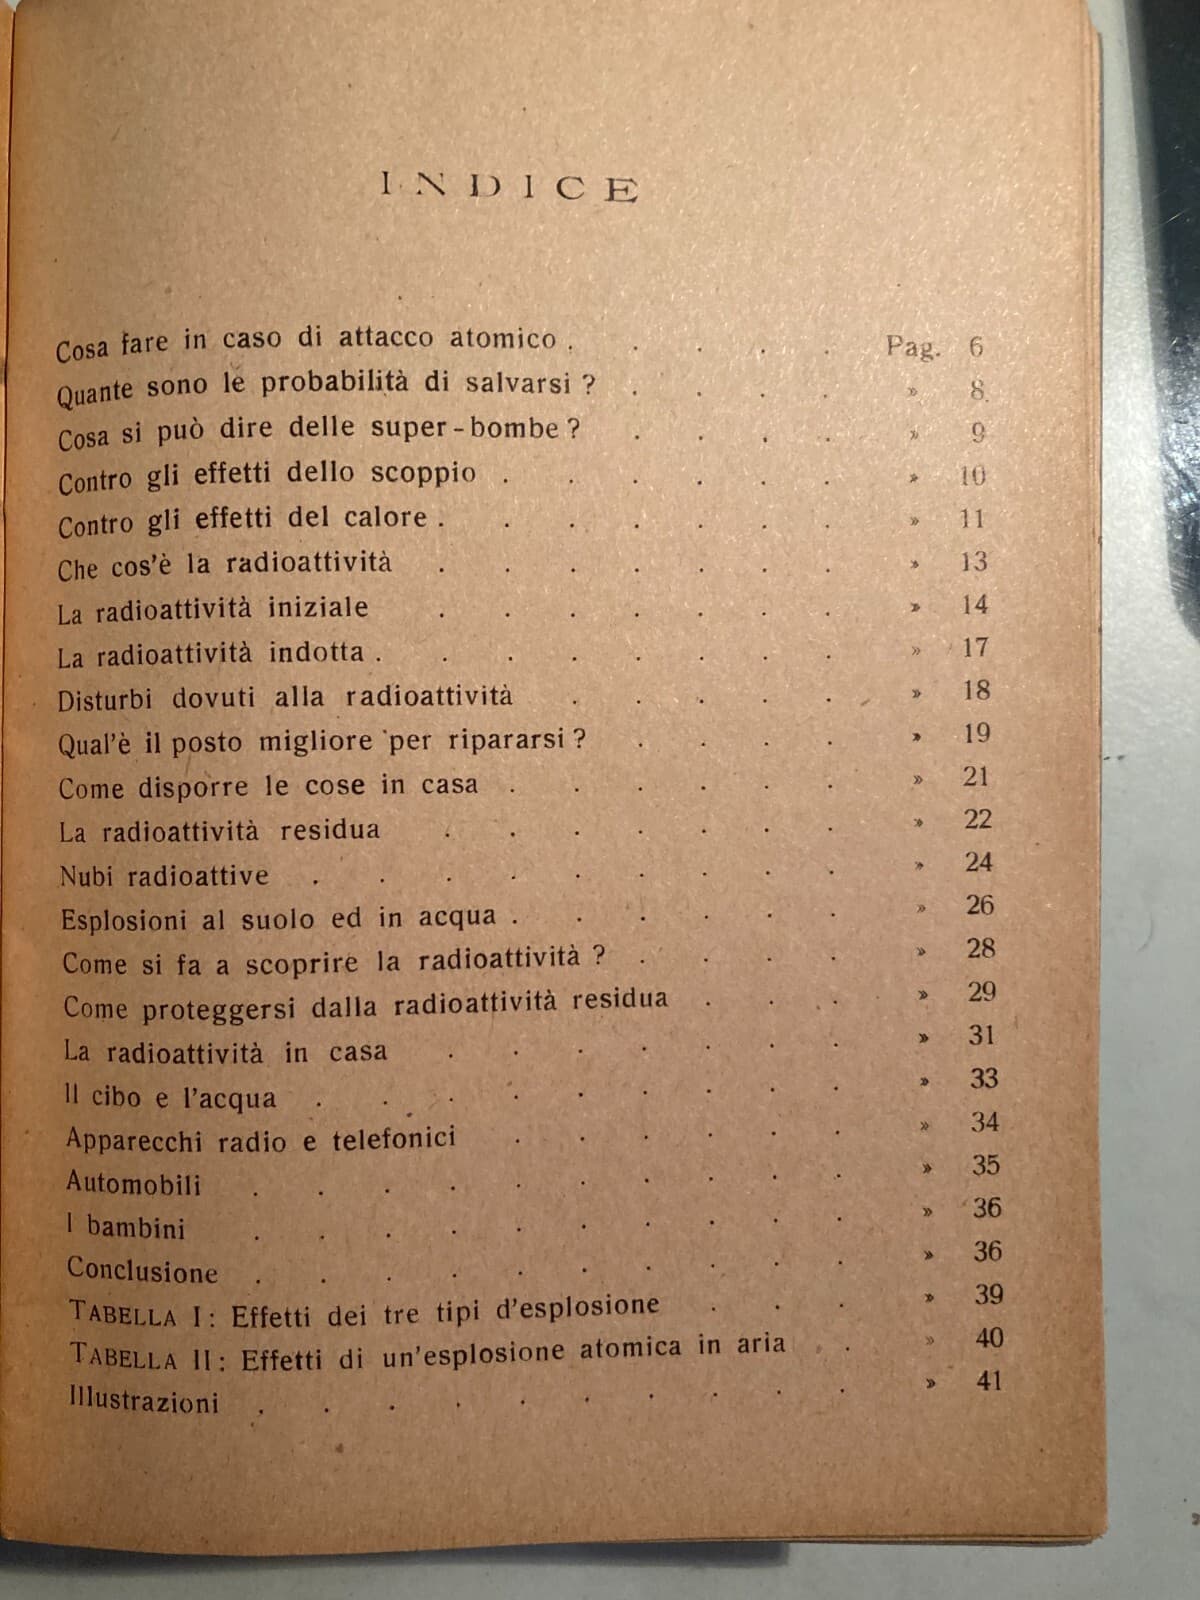 INDICE
Cosa fare in caso di attacco atomico . . . . . Pag. 6
Quante sono le probabilità di salvarsi ? . . . . » 8
Cosa si può dire delle super-bombe ? . . . . » 9
Contro gli effetti dello scoppio . . . . . . » 10
Contro gli effetti del calore . . . . . . . » 11
Che cos'è la radioattività . . . . . . . » 13
La radioattività iniziale . . . . . . . » 14
La radioattività indotta . . . . . . . . » 17
Disturbi dovuti alla radioattività . . . . . » 18
Qual'è il posto migliore per ripararsi ? . . . . » 19
Come disporre le cose in casa . . . . . . » 21
La radioattività residua . . . . . . . » 22
Nubi radioattive . . . . . . . . . » 24
Esplosioni al suolo ed in acqua . . . . . . » 26
Come si fa a scoprire la radioattività ? . . . . » 28
Come proteggersi dalla radioattività residua . . . » 29
La radioattività in casa . . . . . . . » 31
Il cibo e l'acqua . . . . . . . . . » 33
Apparecchi radio e telefonici . . . . . . » 34
Automobili . . . . . . . . . . » 35
I bambini . . . . . . . . . . » 36
Conclusione . . . . . . . . . . » 36
TABELLA I : Effetti dei tre tipi d'esplosione . . . » 39
TABELLA II : Effetti di un'esplosione atomica in aria . . » 40
Illustrazioni . . . . . . . . . . » 41